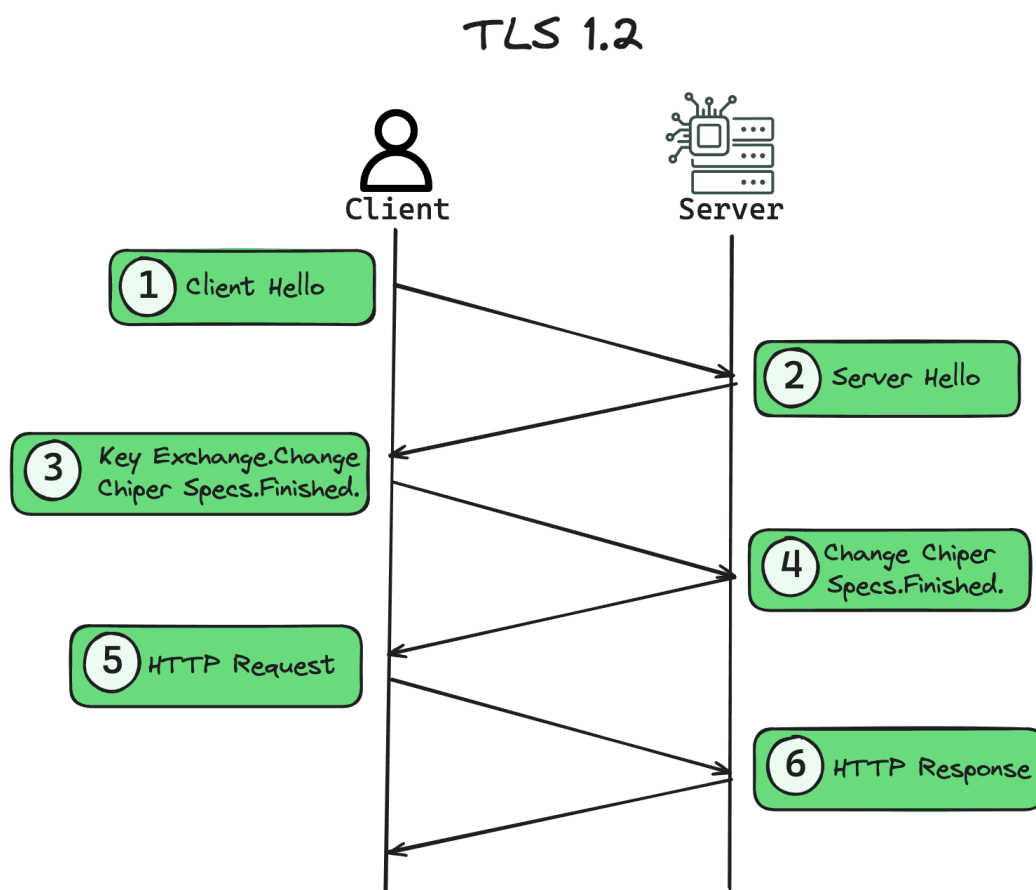 TLS 1.2
Client
Server
1 Client Hello
2 Server Hello
3 Key Exchange.Change
Chiper Specs.Finished.
4 Change Chiper
Specs.Finished.
5 HTTP Request
6 HTTP Response